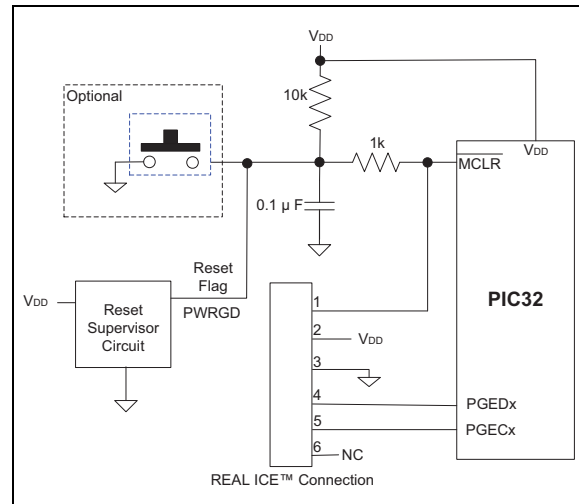 VDD
10k
Optional
1k
VDD
MCLR
0.1 µ F
Reset
Flag
PWRGD
VDD
Reset
Supervisor
Circuit
PIC32
1
2
VDD
3
4
PGEDx
5
PGECx
6
NC
REAL ICE™ Connection